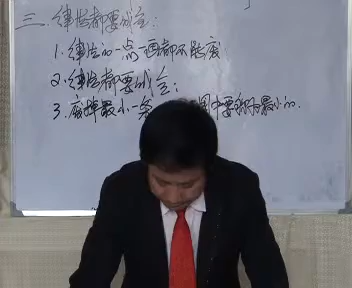 三. 律法都要成全:
1. 律法的一点一画都不能废
2. 律法都要成全;
3. 废掉最小一条 国中要称为最小的.